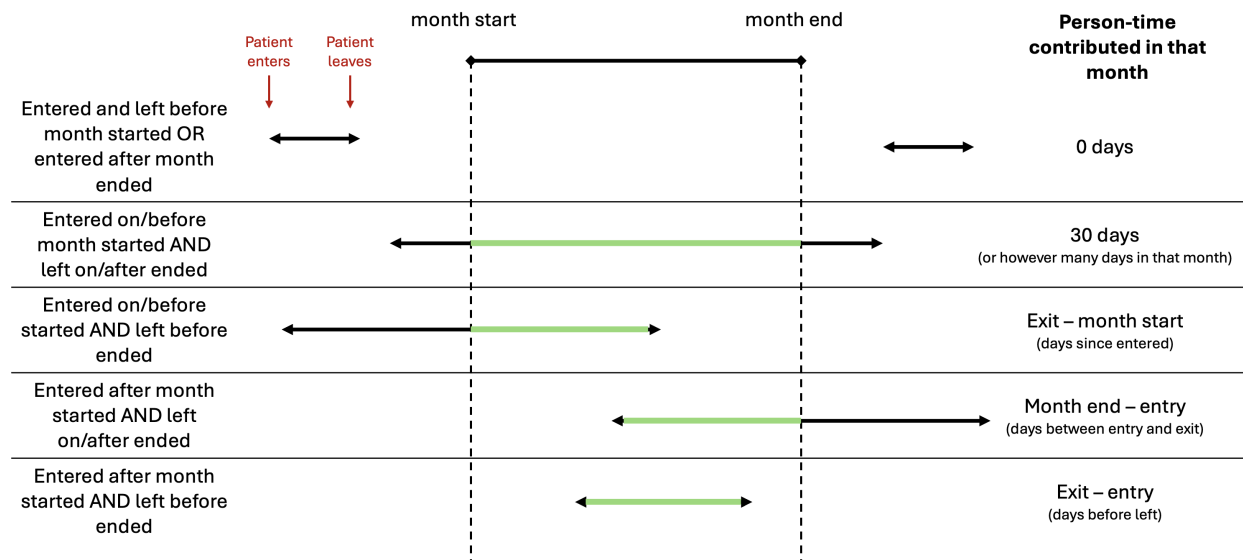 month start
month end
Person-time
contributed in that
month
Patient
enters
Patient
leaves
Entered and left before
month started OR
entered after month
ended
0 days
Entered on/before
month started AND
left on/after ended
30 days
(or however many days in that month)
Entered on/before
started AND left before
ended
Exit – month start
(days since entered)
Entered after month
started AND left
on/after ended
Month end – entry
(days between entry and exit)
Entered after month
started AND left before
ended
Exit – entry
(days before left)